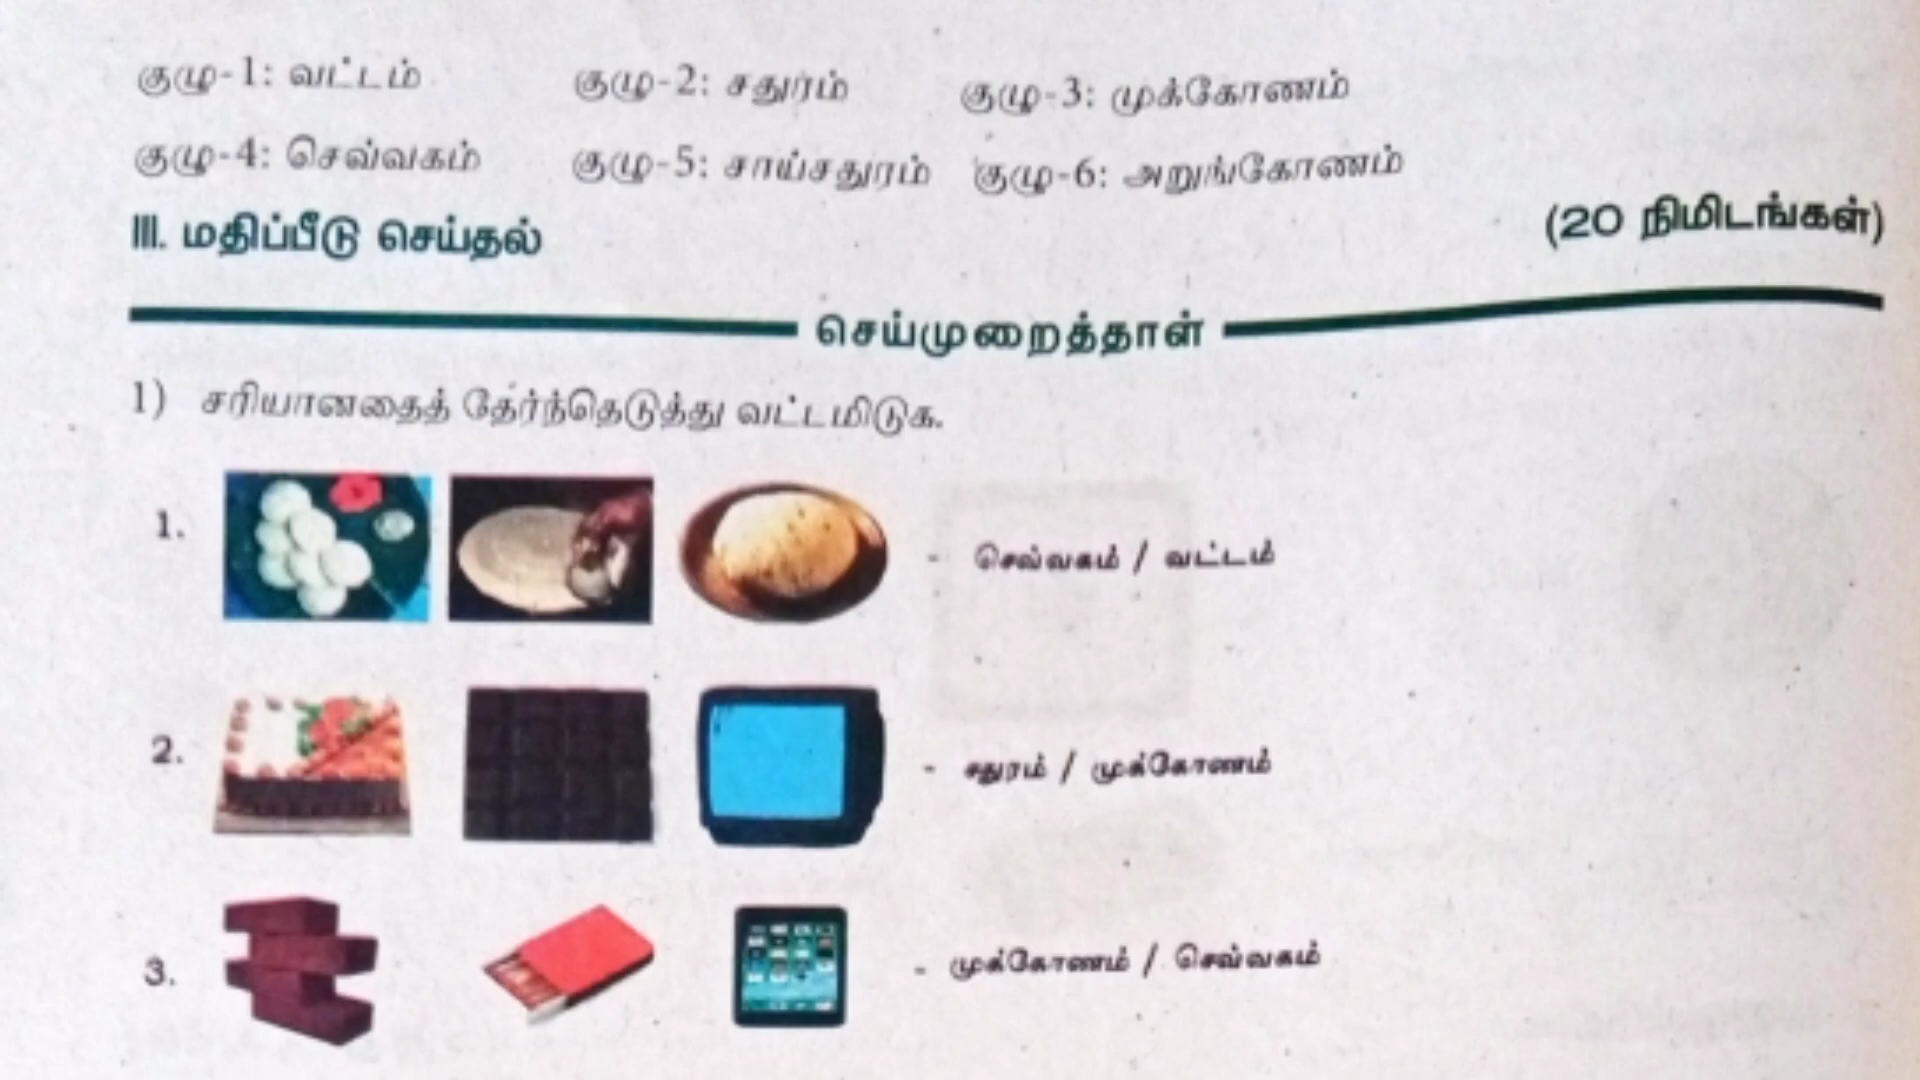 குழு-1: வட்டம் குழு-2: சதுரம் குழு-3: முக்கோணம்
குழு-4: செவ்வகம் குழு-5: சாய்சதுரம் குழு-6: அறுங்கோணம்
III. மதிப்பீடு செய்தல் (20 நிமிடங்கள்)
செய்முறைத்தாள்
1) சரியானதைத் தேர்ந்தெடுத்து வட்டமிடுக.
1. - செவ்வகம் / வட்டம்
2. - சதுரம் / முக்கோணம்
3. - முக்கோணம் / செவ்வகம்